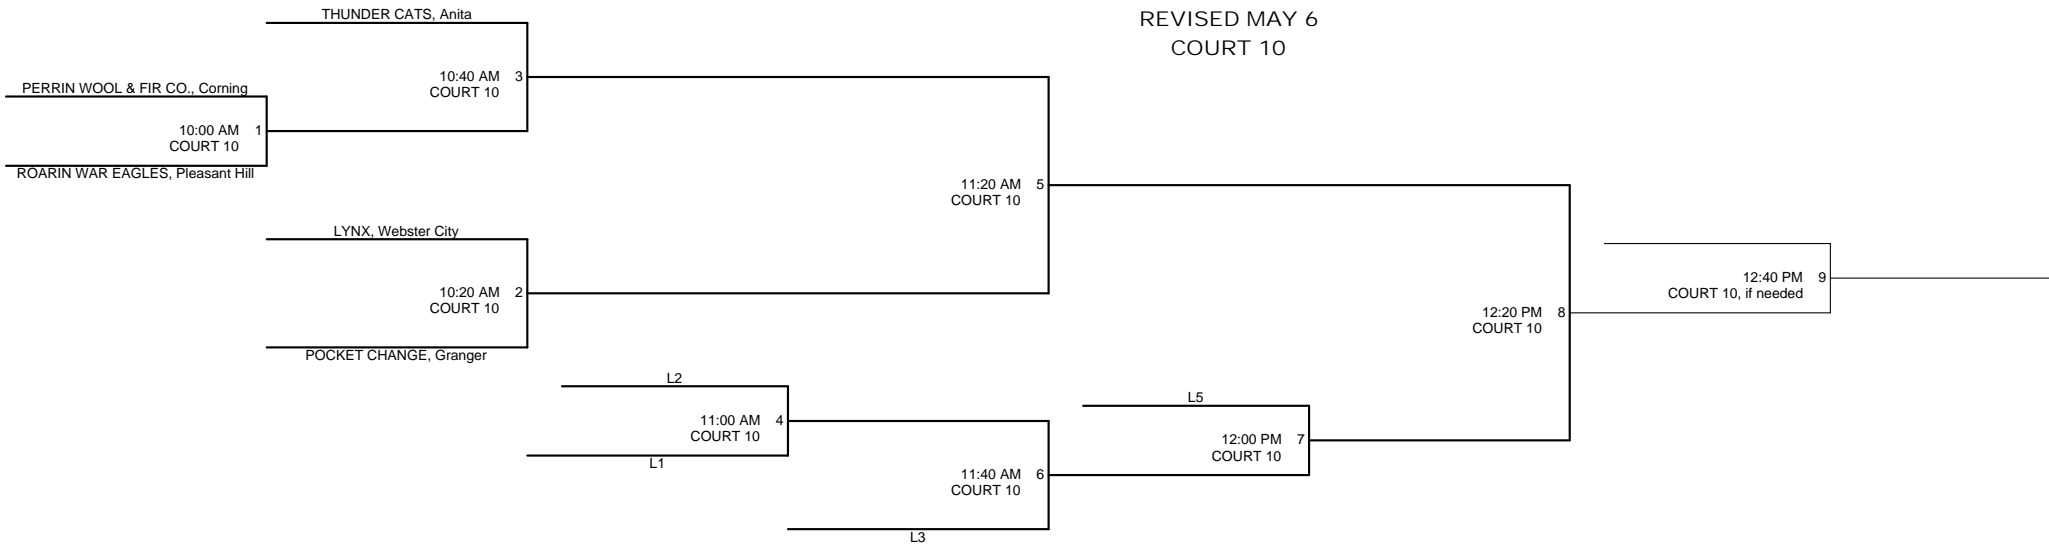 REVISED MAY 6
COURT 10
THUNDER CATS, Anita
10:40 AM 3
COURT 10
PERRIN WOOL & FIR CO., Corning
10:00 AM 1
COURT 10
ROARIN WAR EAGLES, Pleasant Hill
11:20 AM 5
COURT 10
LYNX, Webster City
10:20 AM 2
COURT 10
POCKET CHANGE, Granger
12:40 PM 9
COURT 10, if needed
12:20 PM 8
COURT 10
L2
11:00 AM 4
COURT 10
L1
L5
12:00 PM 7
COURT 10
11:40 AM 6
COURT 10
L3